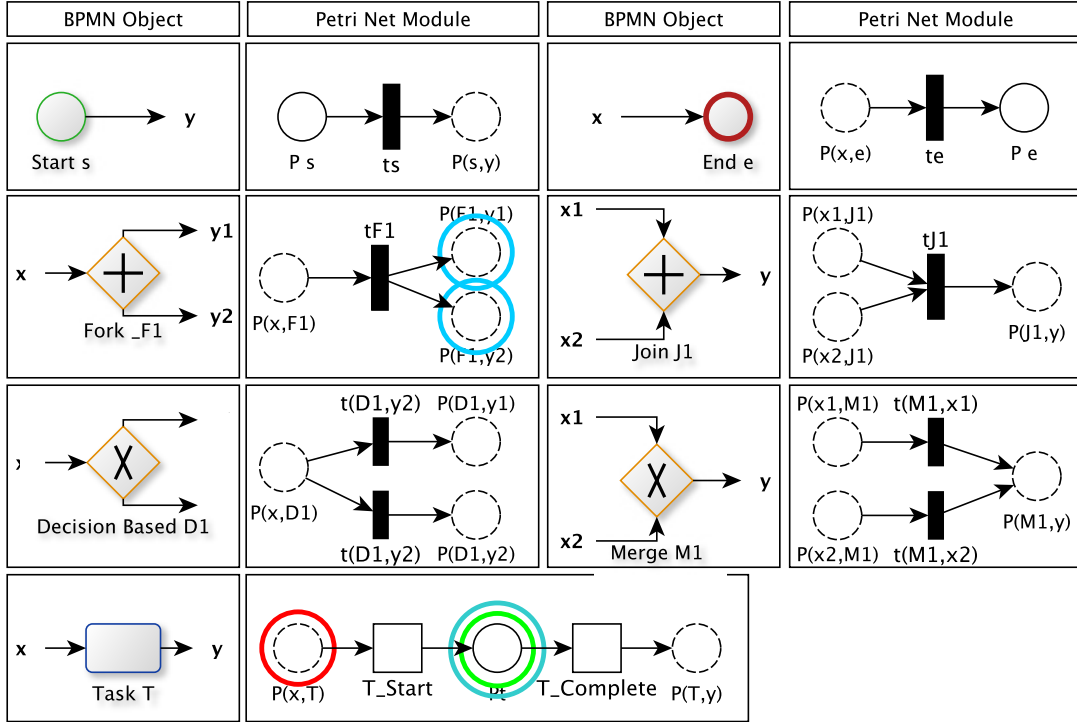 BPMN Object
Petri Net Module
BPMN Object
Petri Net Module
y
Start s
P s
ts
P(s,y)
x
End e
P(x,e)
te
P e
x
y1
y2
Fork _F1
P(x,F1)
tF1
P(F1,y1)
P(F1,y2)
x1
x2
y
Join J1
P(x1,J1)
P(x2,J1)
tJ1
P(J1,y)
Decision Based D1
P(x,D1)
t(D1,y2)
P(D1,y1)
t(D1,y2)
P(D1,y2)
x1
x2
y
Merge M1
P(x1,M1)
t(M1,x1)
P(x2,M1)
t(M1,x2)
P(M1,y)
x
y
Task T
P(x,T)
T_Start
Pt
T_Complete
P(T,y)